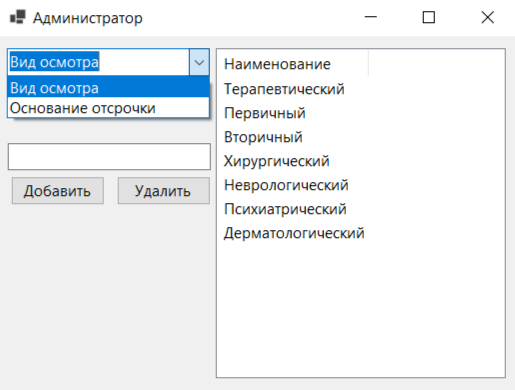 Администратор
Вид осмотра
Вид осмотра
Основание отсрочки
Добавить
Удалить
Наименование
Терапевтический
Первичный
Вторичный
Хирургический
Неврологический
Психиатрический
Дерматологический